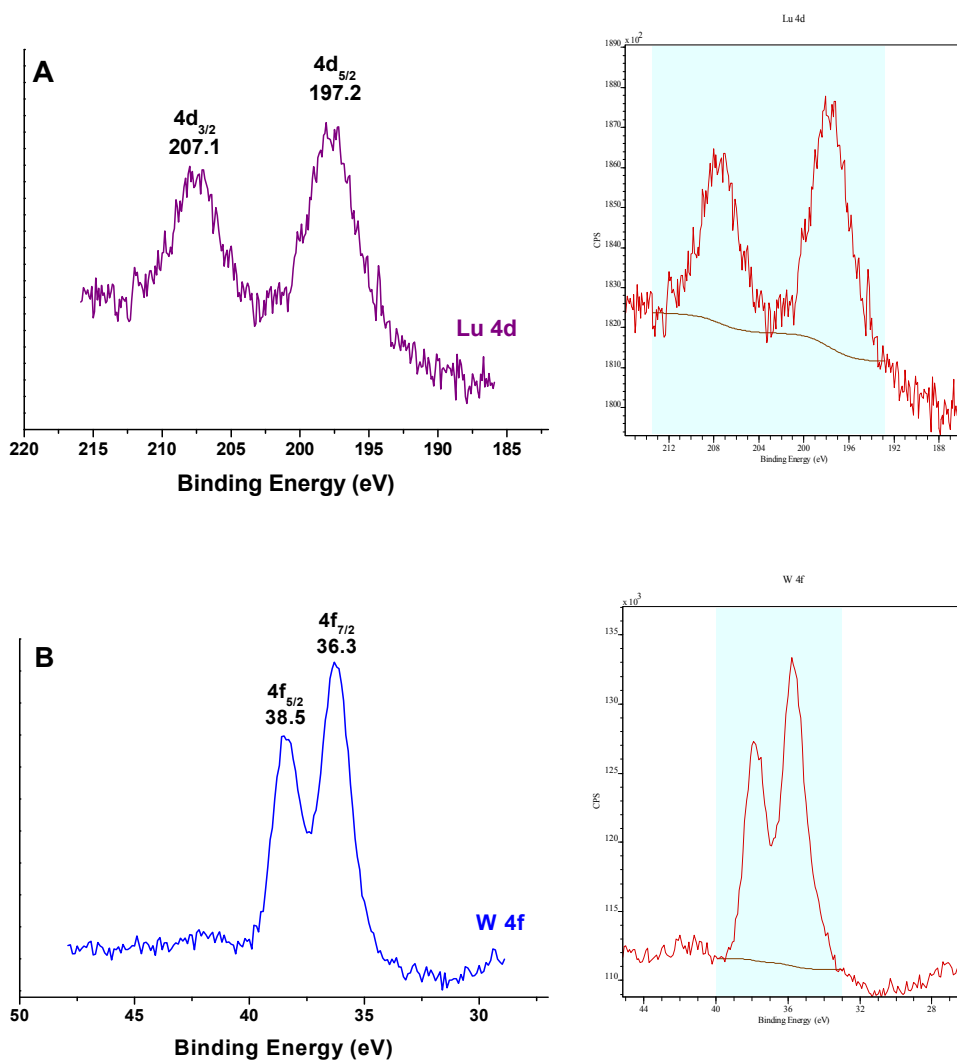 A
4d3/2
207.1
4d5/2
197.2
Lu 4d
220 215 210 205 200 195 190 185
Binding Energy (eV)
Lu 4d
x 10²
1890
1880
1870
1860
1850
1840
1830
1820
1810
1800
CPS
212 208 204 200 196 192 188
Binding Energy (eV)
B
4f5/2
38.5
4f7/2
36.3
W 4f
50 45 40 35 30
Binding Energy (eV)
W 4f
x 10³
135
130
125
120
115
110
CPS
44 40 36 32 28
Binding Energy (eV)